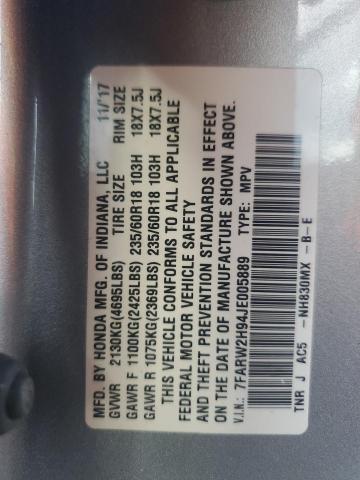 MFD. BY HONDA MFG. OF INDIANA, LLC 11/17
GVWR 2130KG(4695LBS) TIRE SIZE RIM SIZE
GAWR F 1100KG(2425LBS) 235/60R18 103H 18X7.5J
GAWR R 1075KG(2369LBS) 235/60R18 103H 18X7.5J
THIS VEHICLE CONFORMS TO ALL APPLICABLE
FEDERAL MOTOR VEHICLE SAFETY
AND THEFT PREVENTION STANDARDS IN EFFECT
ON THE DATE OF MANUFACTURE SHOWN ABOVE.
V.I.N.: 7FARW2H94JE005889 TYPE: MPV
TNR J AC5 -NH830MX -B-E